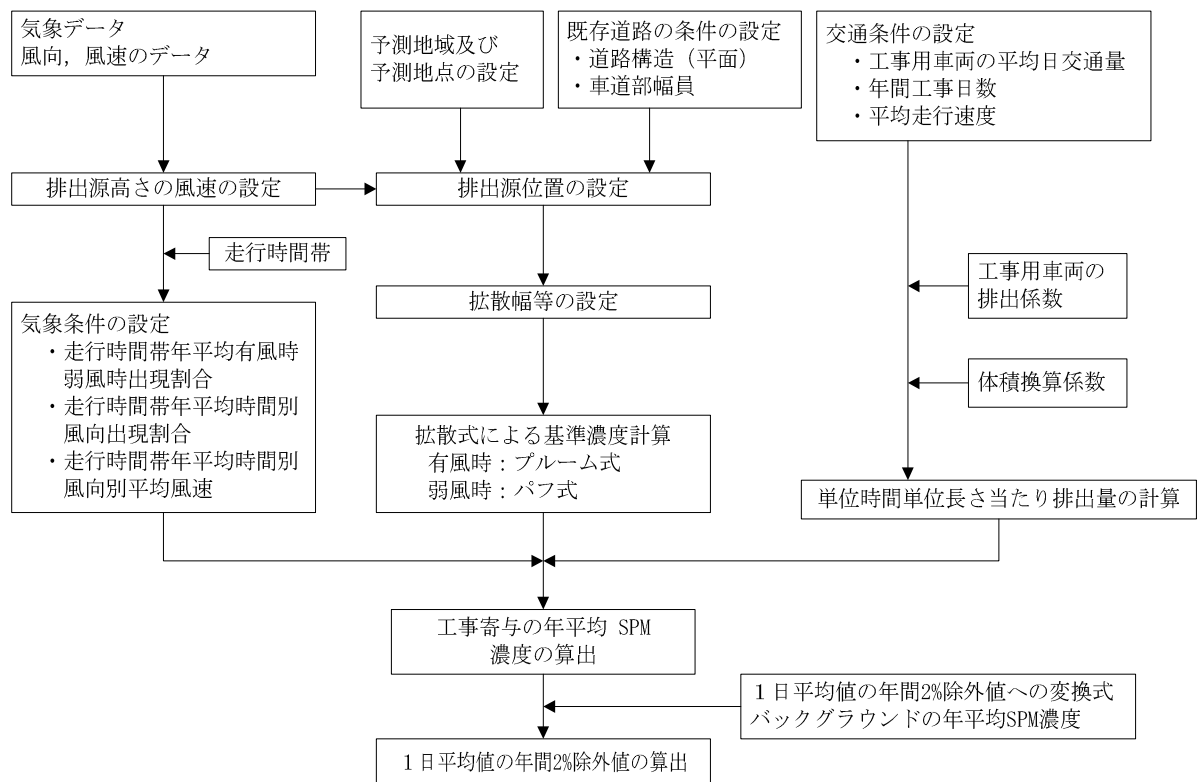 気象データ
風向，風速のデータ
予測地域及び
予測地点の設定
既存道路の条件の設定
・道路構造（平面）
・車道部幅員
交通条件の設定
・工事用車両の平均日交通量
・年間工事日数
・平均走行速度
排出源高さの風速の設定
排出源位置の設定
走行時間帯
工事用車両の
排出係数
拡散幅等の設定
気象条件の設定
・走行時間帯年平均有風時
弱風時出現割合
・走行時間帯年平均時間別
風向出現割合
・走行時間帯年平均時間別
風向別平均風速
体積換算係数
拡散式による基準濃度計算
有風時：プルーム式
弱風時：パフ式
単位時間単位長さ当たり排出量の計算
工事寄与の年平均 SPM
濃度の算出
１日平均値の年間2%除外値への変換式
バックグラウンドの年平均SPM濃度
１日平均値の年間2%除外値の算出